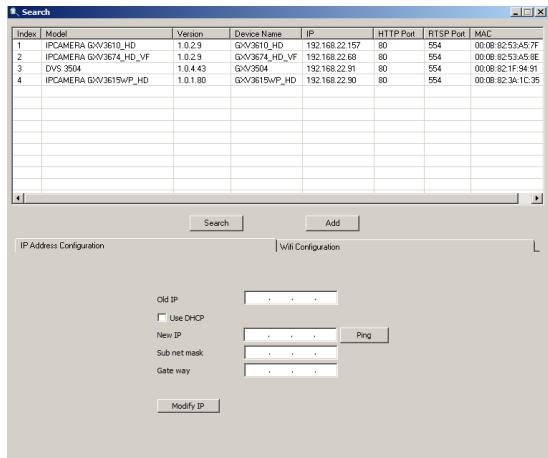 Search
Index Model Version Device Name IP HTTP Port RTSP Port MAC
1 IPCAMERA GXV3610_HD 1.0.2.9 GXV3610_HD 192.168.22.157 80 554 00:0B:82:53:A5:7F
2 IPCAMERA GXV3674_HD_VF 1.0.2.9 GXV3674_HD_VF 192.168.22.68 80 554 00:0B:82:53:A5:8E
3 DVS 3504 1.0.4.43 GXV3504 192.168.22.91 80 554 00:0B:82:1F:94:91
4 IPCAMERA GXV3615WP_HD 1.0.1.80 GXV3615WP_HD 192.168.22.90 80 554 00:0B:82:3A:1C:35
Search Add
IP Address Configuration Wifi Configuration
Old IP . . .
Use DHCP
New IP . . . Ping
Sub net mask . . .
Gate way . . .
Modify IP